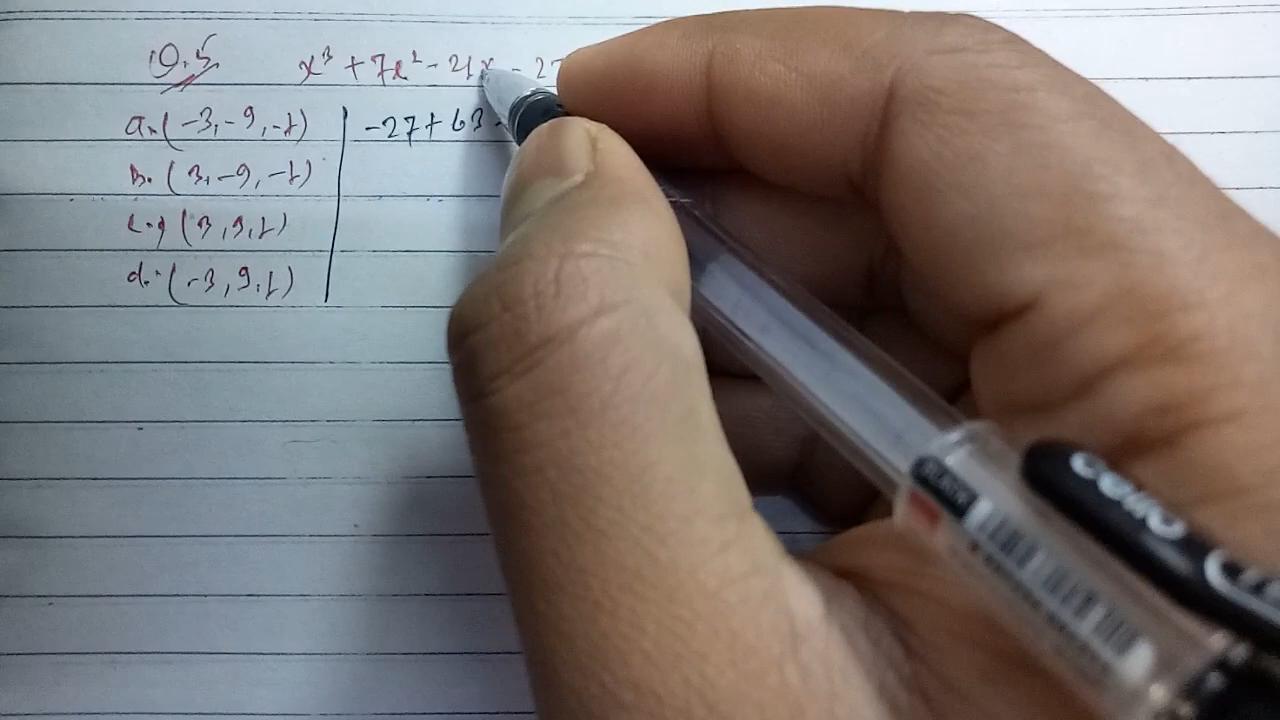 Q.5 x³ + 7x² - 21x - 27
a. (-3, -9, -1) -27 + 63 -
b. (3, -9, -1)
c. (3, 9, 1)
d. (-3, 9, 1)
cello